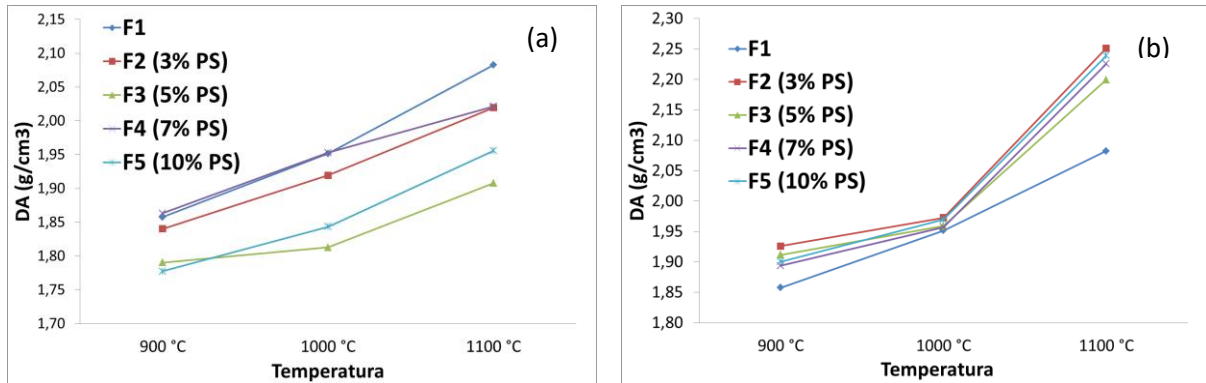 (a)
F1
F2 (3% PS)
F3 (5% PS)
F4 (7% PS)
F5 (10% PS)
DA (g/cm3)
2,15
2,10
2,05
2,00
1,95
1,90
1,85
1,80
1,75
1,70
900 °C
1000 °C
1100 °C
Temperatura
(b)
F1
F2 (3% PS)
F3 (5% PS)
F4 (7% PS)
F5 (10% PS)
DA (g/cm3)
2,30
2,25
2,20
2,15
2,10
2,05
2,00
1,95
1,90
1,85
1,80
900 °C
1000 °C
1100 °C
Temperatura